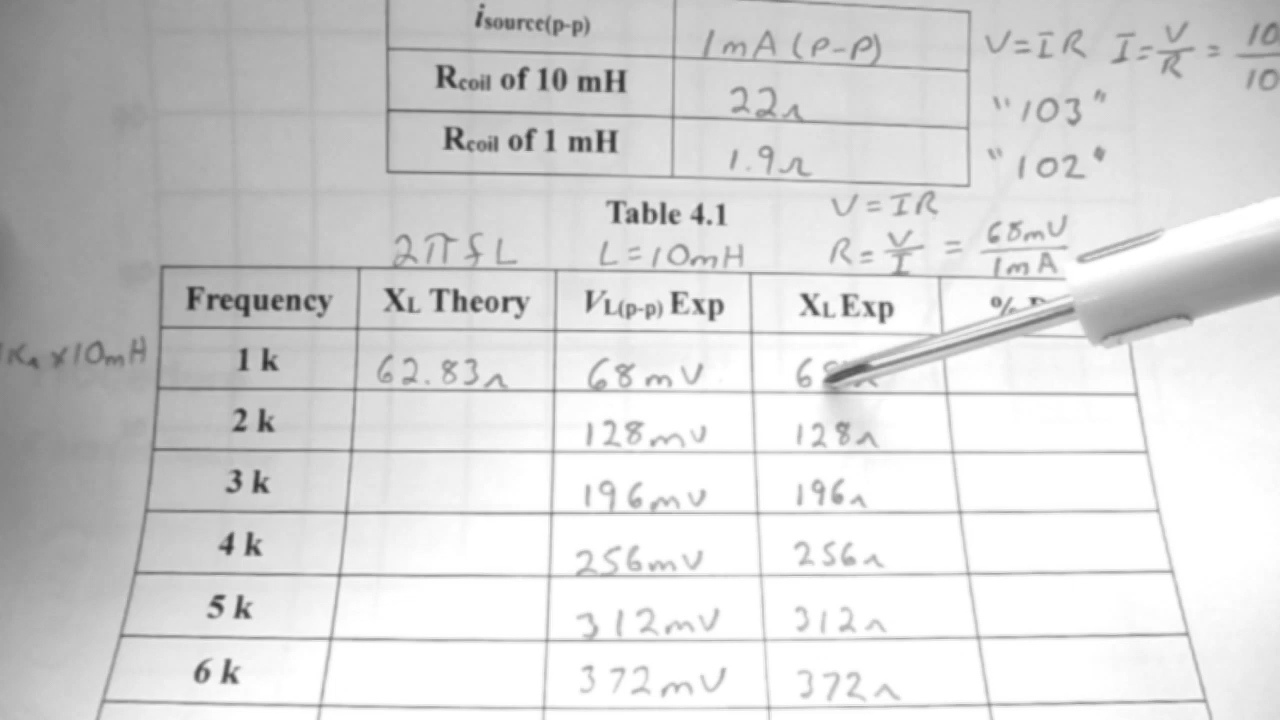 isource(p-p) 1mA (P-P) V=IR I=V/R = 10/10
Rcoil of 10 mH 22Ω "103"
Rcoil of 1 mH 1.9Ω "102"
Table 4.1 V=IR
2πfL L=10mH R=V/I = 68mV/1mA
Frequency XL Theory VL(p-p) Exp XL Exp %
x10mH 1 k 62.83Ω 68mV
2 k 128mV 128Ω
3 k 196mV 196Ω
4 k 256mV 256Ω
5 k 312mV 312Ω
6 k 372mV 372Ω